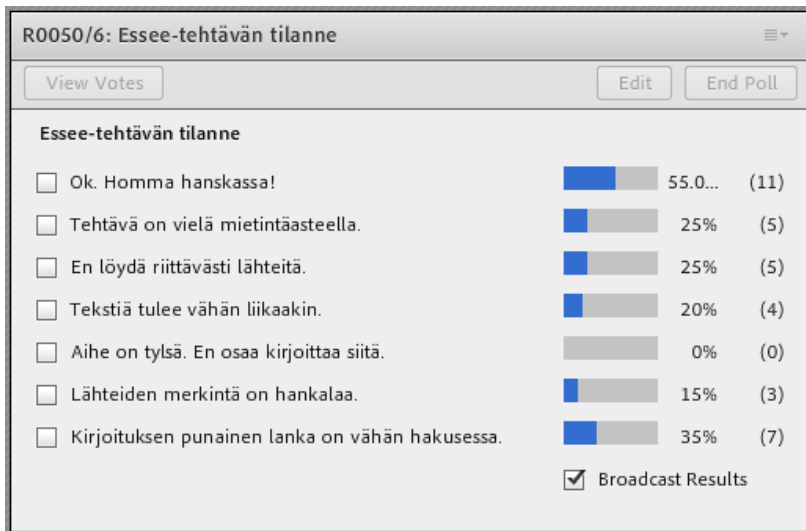 R0050/6: Essee-tehtävän tilanne
View Votes Edit End Poll
Essee-tehtävän tilanne
Ok. Homma hanskassa! 55.0... (11)
Tehtävä on vielä mietintäasteella. 25% (5)
En löydä riittävästi lähteitä. 25% (5)
Tekstiä tulee vähän liikaakin. 20% (4)
Aihe on tylsä. En osaa kirjoittaa siitä. 0% (0)
Lähteiden merkintä on hankalaa. 15% (3)
Kirjoituksen punainen lanka on vähän hakusessa. 35% (7)
Broadcast Results